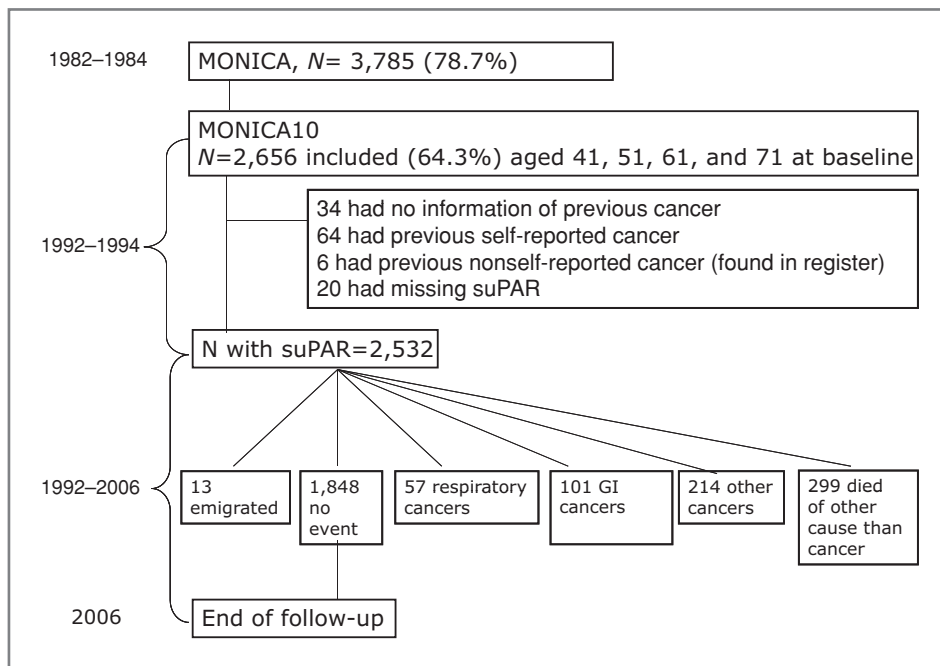 1982–1984
MONICA, N= 3,785 (78.7%)
MONICA10
N=2,656 included (64.3%) aged 41, 51, 61, and 71 at baseline
34 had no information of previous cancer
64 had previous self-reported cancer
6 had previous nonself-reported cancer (found in register)
20 had missing suPAR
1992–1994
N with suPAR=2,532
1992–2006
13
emigrated
1,848
no
event
57 respiratory
cancers
101 GI
cancers
214 other
cancers
299 died
of other
cause than
cancer
2006
End of follow-up